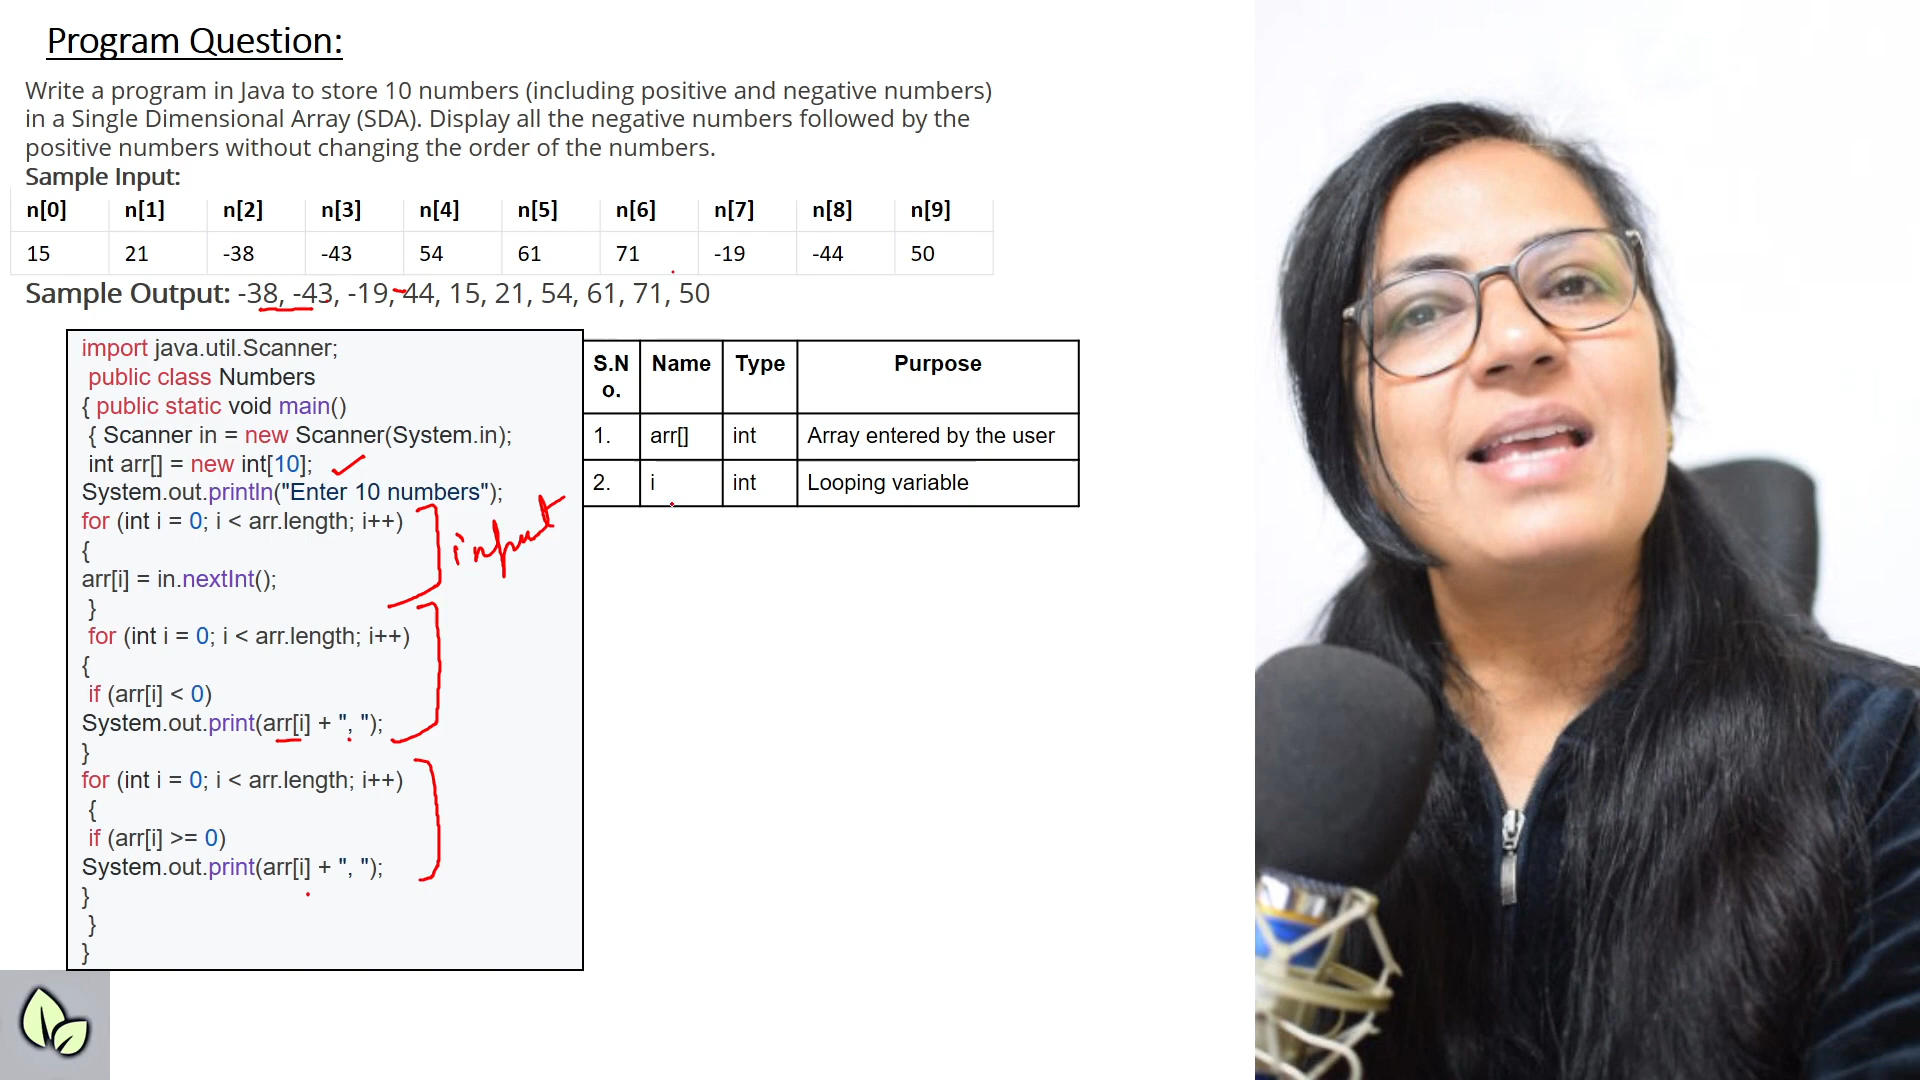 Program Question:
Write a program in Java to store 10 numbers (including positive and negative numbers)
in a Single Dimensional Array (SDA). Display all the negative numbers followed by the
positive numbers without changing the order of the numbers.
Sample Input:
n[0] n[1] n[2] n[3] n[4] n[5] n[6] n[7] n[8] n[9]
15 21 -38 -43 54 61 71 -19 -44 50
Sample Output: -38, -43, -19, -44, 15, 21, 54, 61, 71, 50
import java.util.Scanner;
public class Numbers
{ public static void main()
{ Scanner in = new Scanner(System.in);
int arr[] = new int[10];
System.out.println("Enter 10 numbers");
for (int i = 0; i < arr.length; i++)
{
arr[i] = in.nextInt();
}
for (int i = 0; i < arr.length; i++)
{
if (arr[i] < 0)
System.out.print(arr[i] + ", ");
}
for (int i = 0; i < arr.length; i++)
{
if (arr[i] >= 0)
System.out.print(arr[i] + ", ");
}
}
}
input
S.N
o. Name Type Purpose
1. arr[] int Array entered by the user
2. i int Looping variable